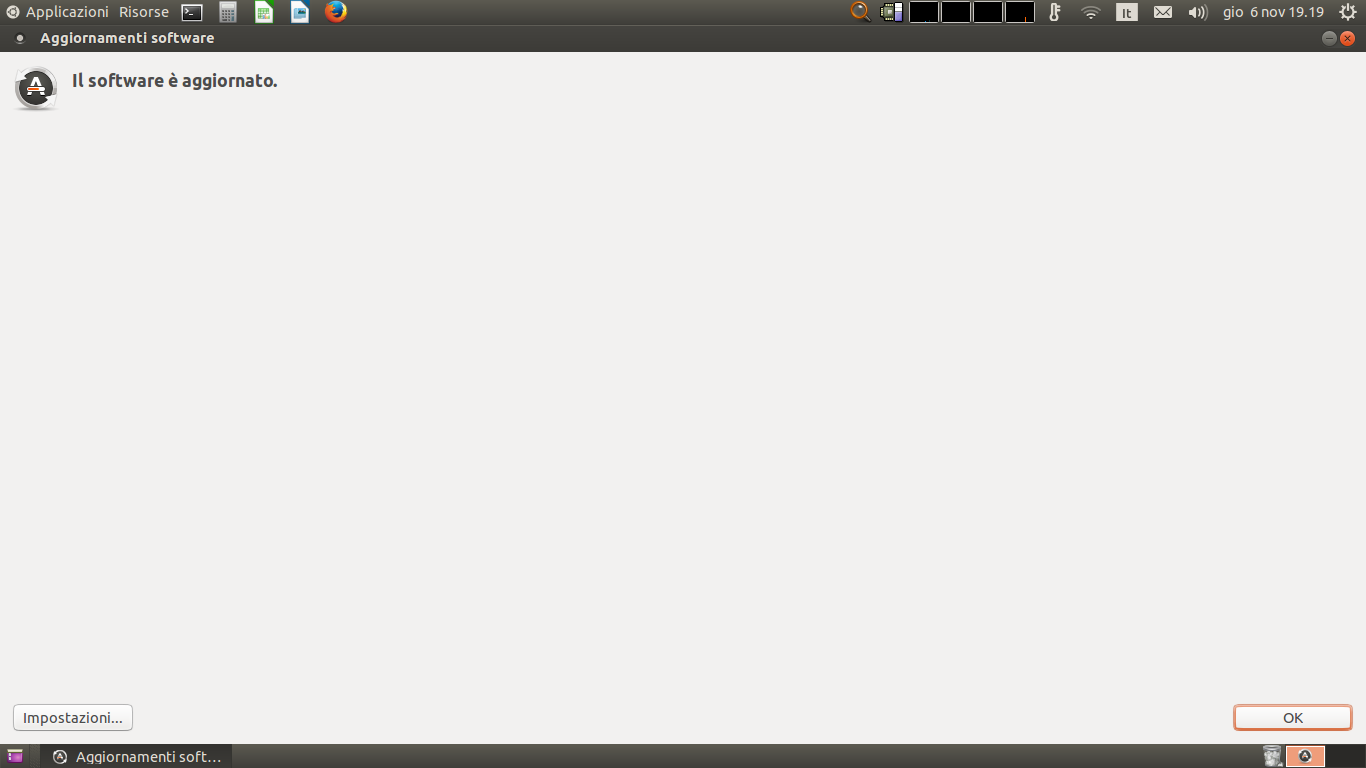 Applicazioni Risorse It gio 6 nov 19.19
Aggiornamenti software
Il software è aggiornato.
Impostazioni... OK
Aggiornamenti soft...